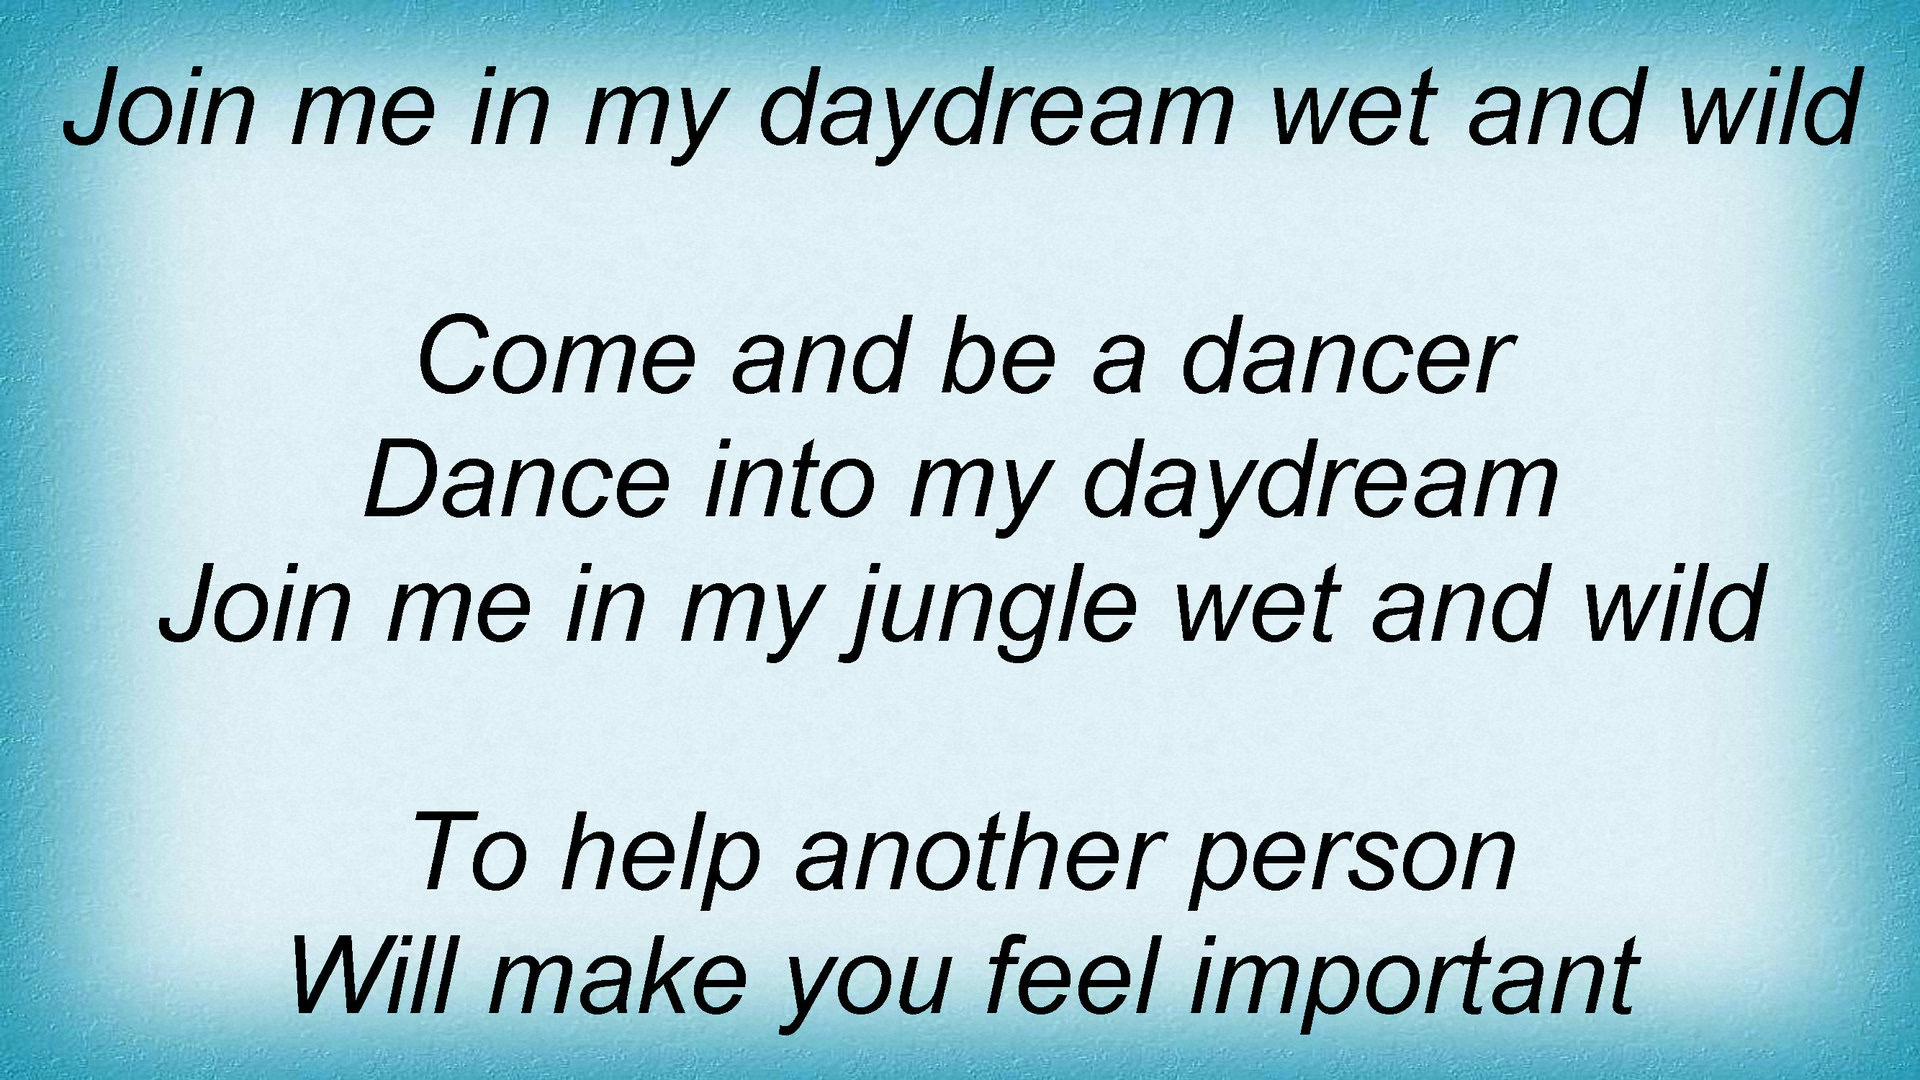 Join me in my daydream wet and wild
Come and be a dancer
Dance into my daydream
Join me in my jungle wet and wild
To help another person
Will make you feel important